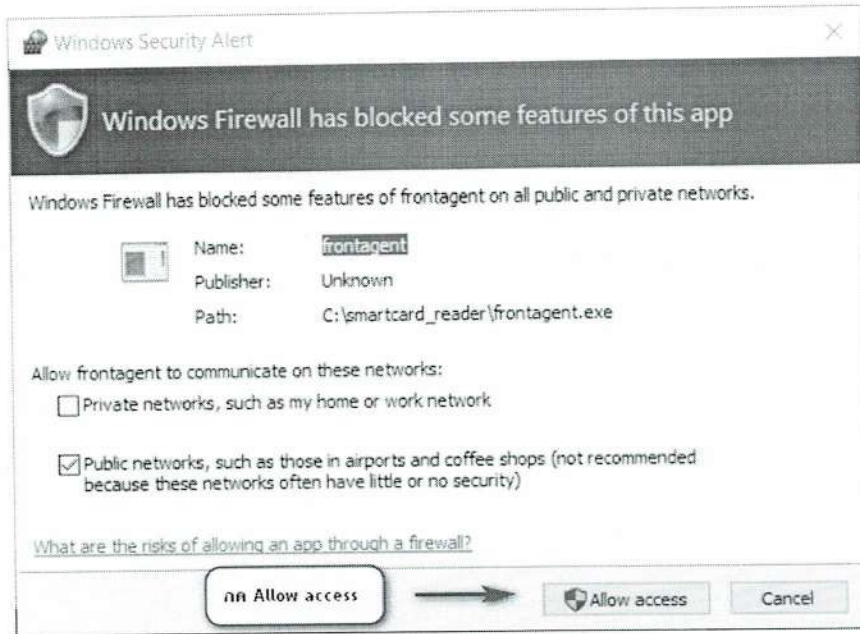 Windows Security Alert
Windows Firewall has blocked some features of this app
Windows Firewall has blocked some features of frontagent on all public and private networks.
Name: frontagent
Publisher: Unknown
Path: C:\smartcard_reader\frontagent.exe
Allow frontagent to communicate on these networks:
Private networks, such as my home or work network
Public networks, such as those in airports and coffee shops (not recommended
because these networks often have little or no security)
What are the risks of allowing an app through a firewall?
กด Allow access
Allow access
Cancel